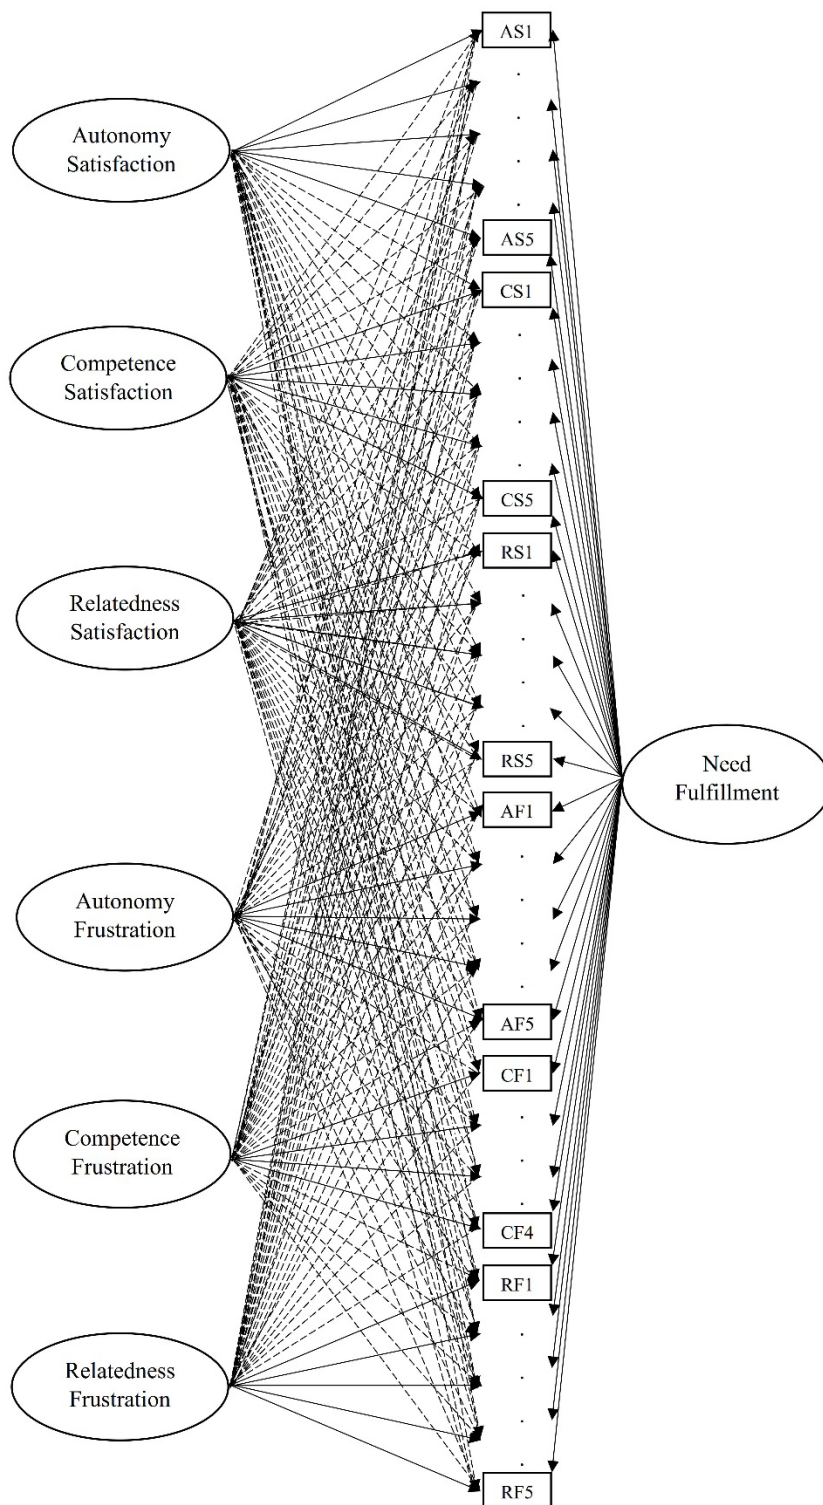 AS1
Autonomy
Satisfaction
AS5
CS1
Competence
Satisfaction
CS5
RS1
Relatedness
Satisfaction
RS5
Need
Fulfillment
AF1
Autonomy
Frustration
AF5
CF1
Competence
Frustration
CF4
RF1
Relatedness
Frustration
RF5